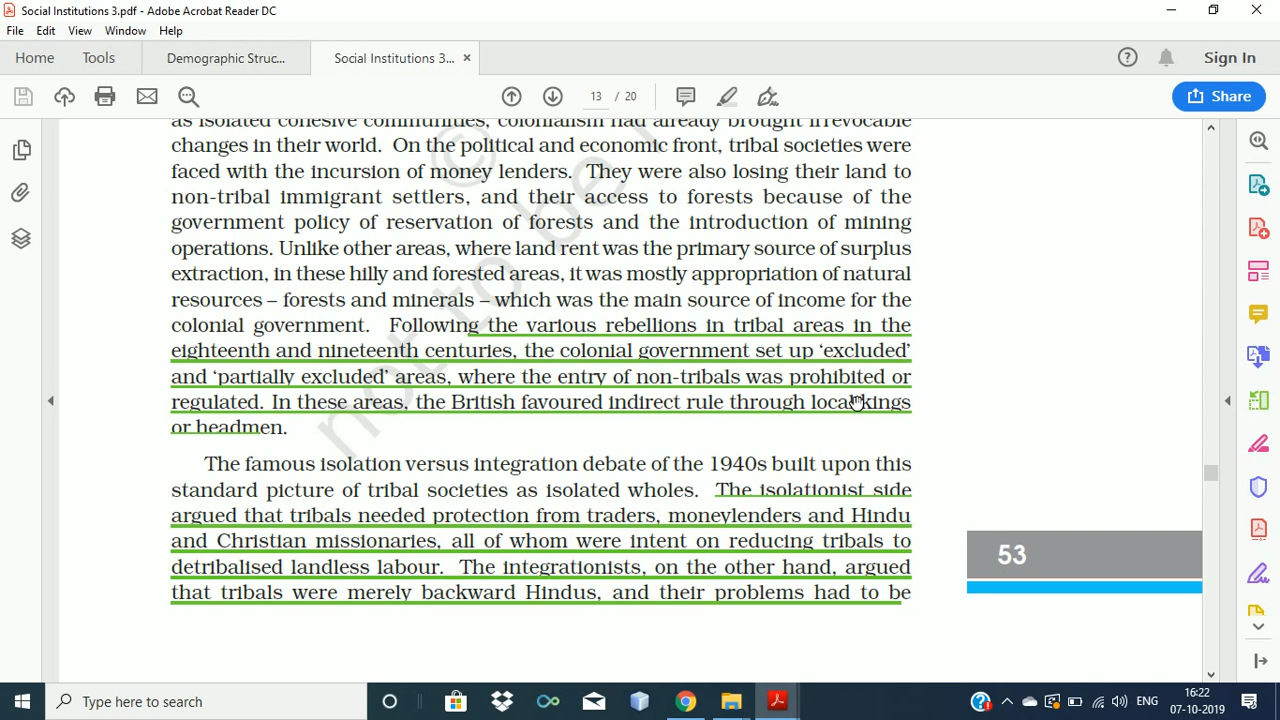 Social Institutions 3.pdf - Adobe Acrobat Reader DC
File Edit View Window Help
Home Tools Demographic Struc... Social Institutions 3... × Sign In
13 / 20 Share
as isolated cohesive communities, colonialism had already brought irrevocable
changes in their world. On the political and economic front, tribal societies were
faced with the incursion of money lenders. They were also losing their land to
non-tribal immigrant settlers, and their access to forests because of the
government policy of reservation of forests and the introduction of mining
operations. Unlike other areas, where land rent was the primary source of surplus
extraction, in these hilly and forested areas, it was mostly appropriation of natural
resources – forests and minerals – which was the main source of income for the
colonial government. Following the various rebellions in tribal areas in the
eighteenth and nineteenth centuries, the colonial government set up ‘excluded’
and ‘partially excluded’ areas, where the entry of non-tribals was prohibited or
regulated. In these areas, the British favoured indirect rule through local kings
or headmen.
The famous isolation versus integration debate of the 1940s built upon this
standard picture of tribal societies as isolated wholes. The isolationist side
argued that tribals needed protection from traders, moneylenders and Hindu
and Christian missionaries, all of whom were intent on reducing tribals to
detribalised landless labour. The integrationists, on the other hand, argued
that tribals were merely backward Hindus, and their problems had to be
53
© not to be
Type here to search
ENG
16:22
07-10-2019